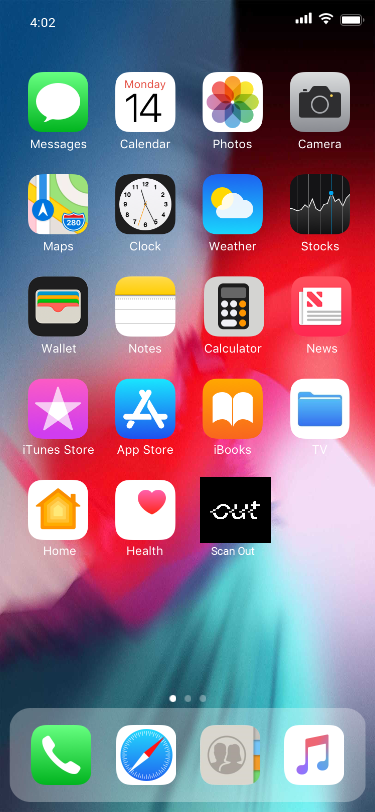 4:02
Monday
14
Messages
Calendar
Photos
Camera
280
Maps
Clock
Weather
Stocks
Wallet
Notes
Calculator
News
iTunes Store
App Store
iBooks
TV
out
Home
Health
Scan Out